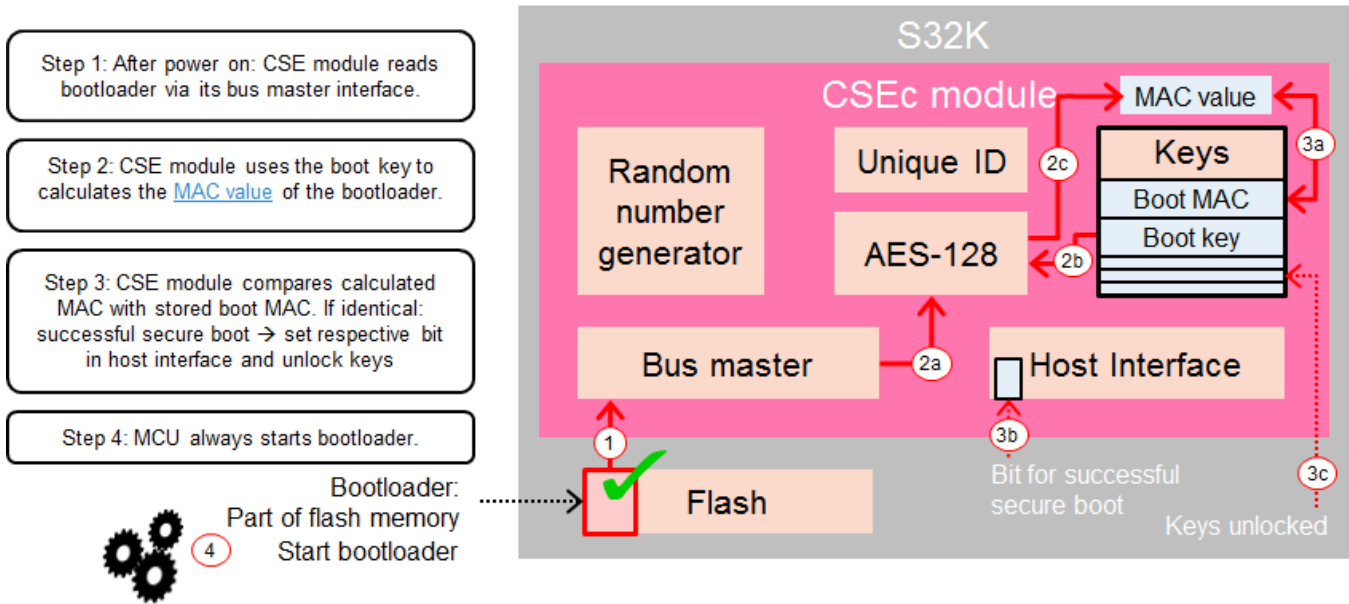 Step 1: After power on: CSE module reads
bootloader via its bus master interface.
Step 2: CSE module uses the boot key to
calculates the MAC value of the bootloader.
Step 3: CSE module compares calculated
MAC with stored boot MAC. If identical:
successful secure boot → set respective bit
in host interface and unlock keys
Step 4: MCU always starts bootloader.
Bootloader:
Part of flash memory
4
Start bootloader
S32K
CSEc module
MAC value
3a
Random
number
generator
Unique ID
2c
Keys
Boot MAC
Boot key
AES-128
2b
Bus master
2a
Host Interface
1
3b
3c
Flash
Bit for successful
secure boot
Keys unlocked